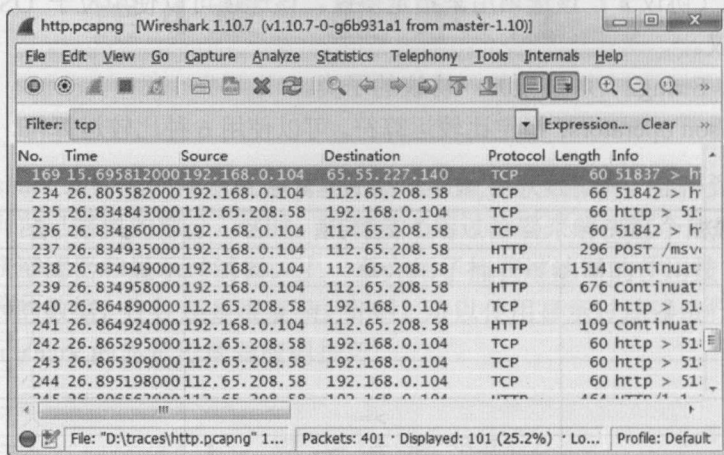 http.pcapng [Wireshark 1.10.7 (v1.10.7-0-g6b931a1 from master-1.10)]
File Edit View Go Capture Analyze Statistics Telephony Tools Internals Help
Filter: tcp Expression... Clear »
No. Time Source Destination Protocol Length Info
169 15.695812000 192.168.0.104 65.55.227.140 TCP 60 51837 > h
234 26.805582000 192.168.0.104 112.65.208.58 TCP 66 51842 > h
235 26.834843000 112.65.208.58 192.168.0.104 TCP 66 http > 51
236 26.834860000 192.168.0.104 112.65.208.58 TCP 60 51842 > h
237 26.834935000 192.168.0.104 112.65.208.58 HTTP 296 POST /msv
238 26.834949000 192.168.0.104 112.65.208.58 HTTP 1514 Continuat
239 26.834958000 192.168.0.104 112.65.208.58 HTTP 676 Continuat
240 26.864890000 112.65.208.58 192.168.0.104 TCP 60 http > 51
241 26.864924000 192.168.0.104 112.65.208.58 HTTP 109 Continuat
242 26.865295000 112.65.208.58 192.168.0.104 TCP 60 http > 51
243 26.865309000 112.65.208.58 192.168.0.104 TCP 60 http > 51
244 26.895198000 112.65.208.58 192.168.0.104 TCP 60 http > 51
File: "D:\traces\http.pcapng" 1... Packets: 401 · Displayed: 101 (25.2%) · Lo... Profile: Default